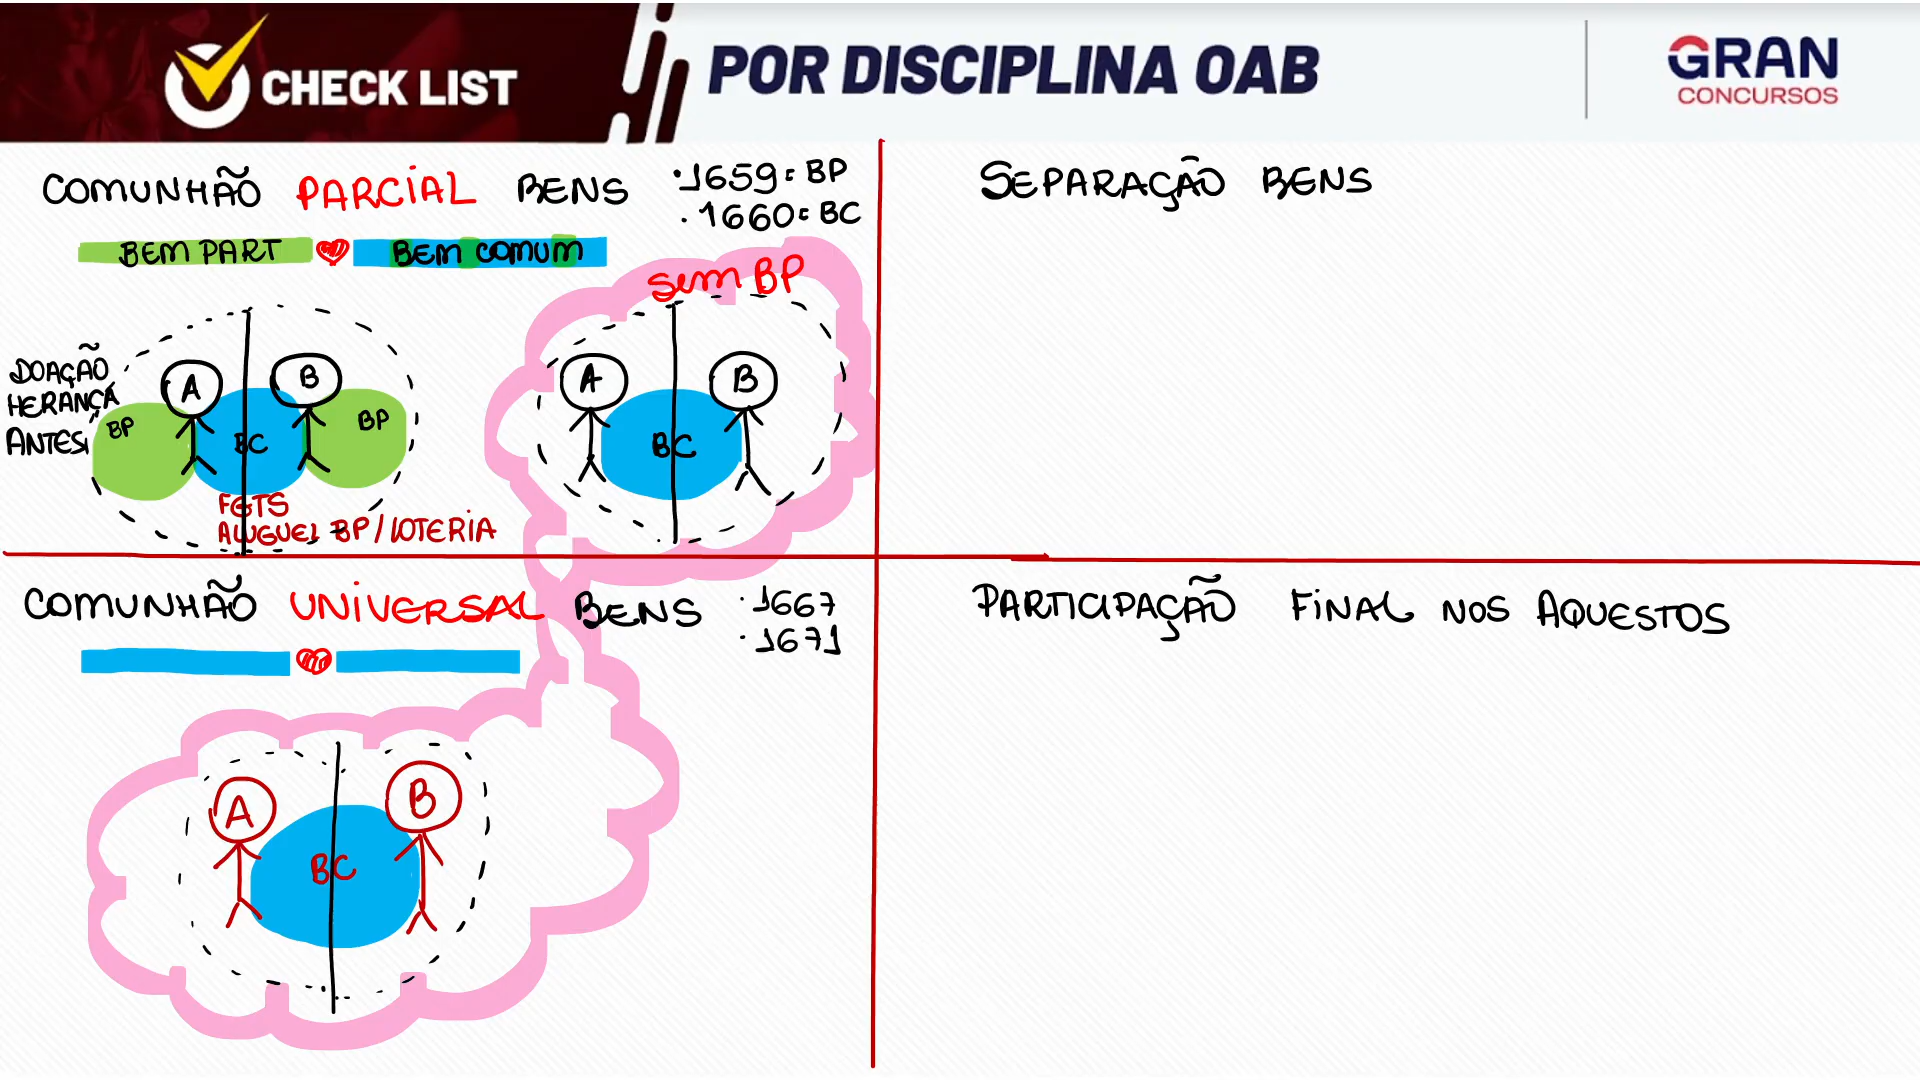 CHECK LIST
POR DISCIPLINA OAB
GRAN
CONCURSOS
COMUNHÃO PARCIAL BENS
·1659: BP
·1660: BC
BEM PART BEM COMUM
sem BP
DOAÇÃO
HERANÇA
ANTES
BP
A
BC
B
BP
FGTS
ALUGUEL BP/LOTERIA
A
BC
B
SEPARAÇÃO BENS
COMUNHÃO UNIVERSAL BENS
·1667
·1671
A
BC
B
PARTICIPAÇÃO FINAL NOS AQUESTOS